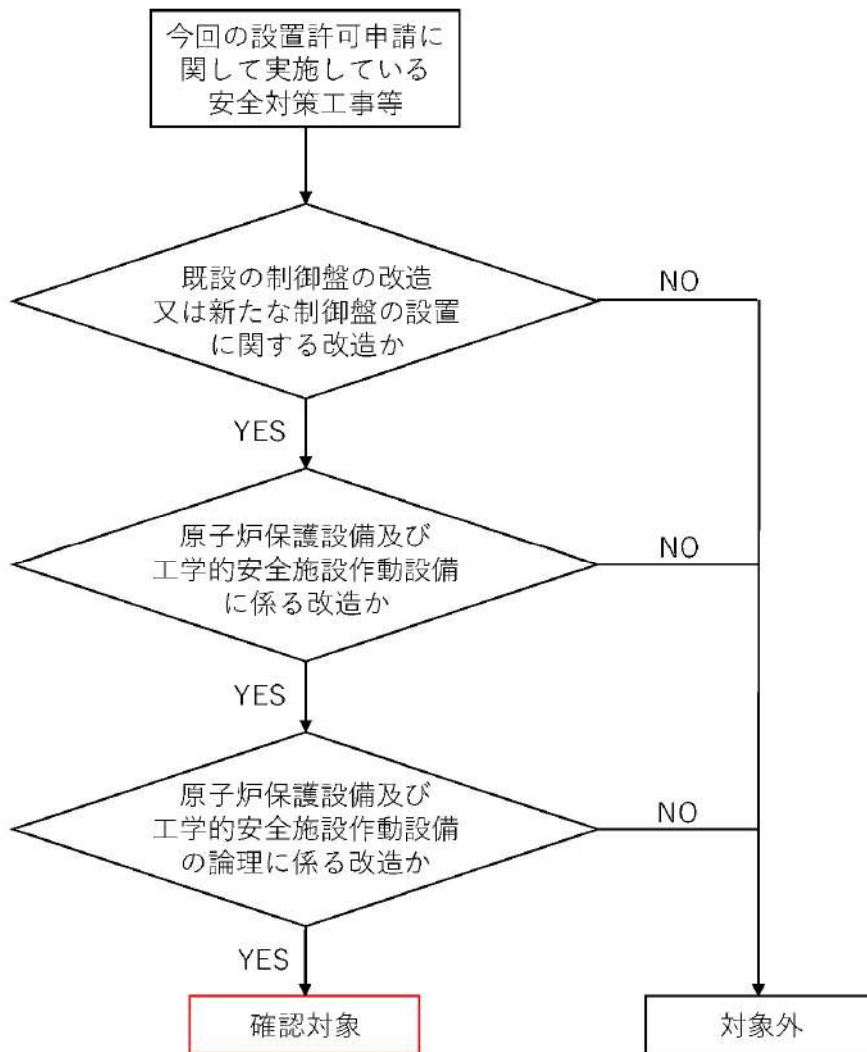 今回の設置許可申請に
関して実施している
安全対策工事等
既設の制御盤の改造
又は新たな制御盤の設置
に関する改造か
NO
YES
原子炉保護設備及び
工学的安全施設作動設備
に係る改造か
NO
YES
原子炉保護設備及び
工学的安全施設作動設備
の論理に係る改造か
NO
YES
確認対象
対象外